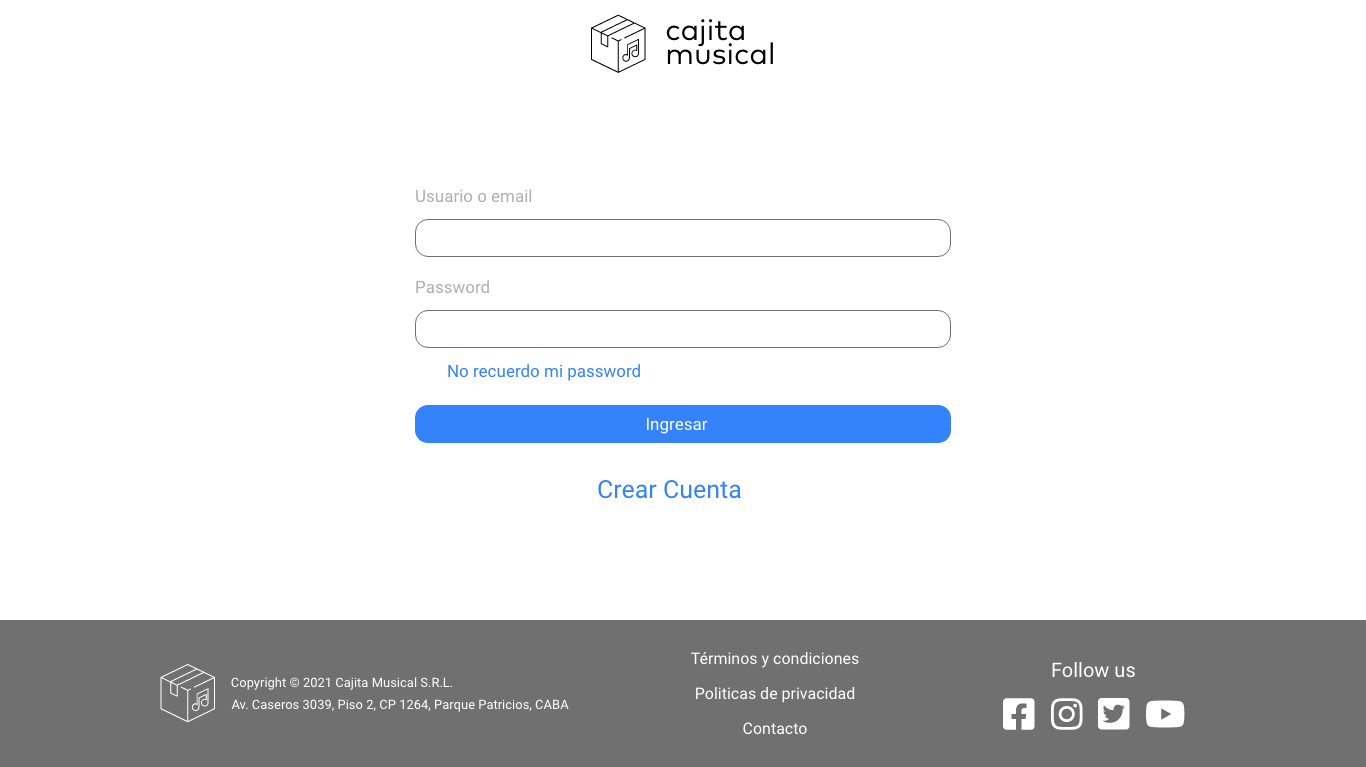 cajita
musical
Usuario o email
Password
No recuerdo mi password
Ingresar
Crear Cuenta
Copyright © 2021 Cajita Musical S.R.L.
Av. Caseros 3039, Piso 2, CP 1264, Parque Patricios, CABA
Términos y condiciones
Politicas de privacidad
Contacto
Follow us